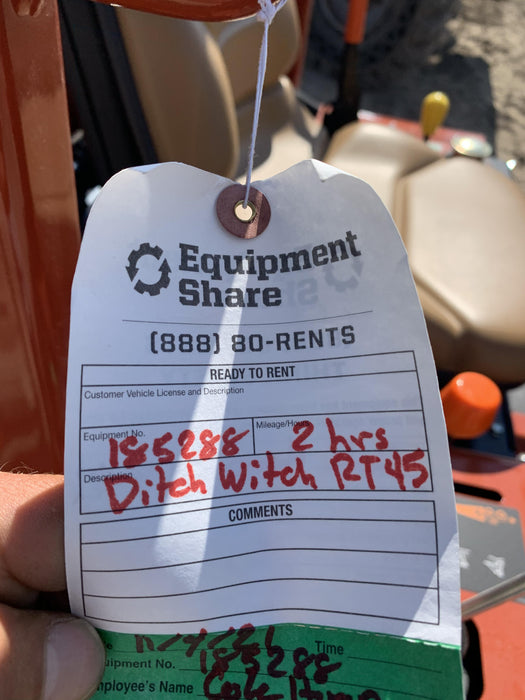 Equipment
Share
(888) 80-RENTS
READY TO RENT
Customer Vehicle License and Description
Equipment No. 185288 Mileage/Hours 2 hrs
Description Ditch Witch RT45
COMMENTS
Time
uipment No. 185288
mployee's Name